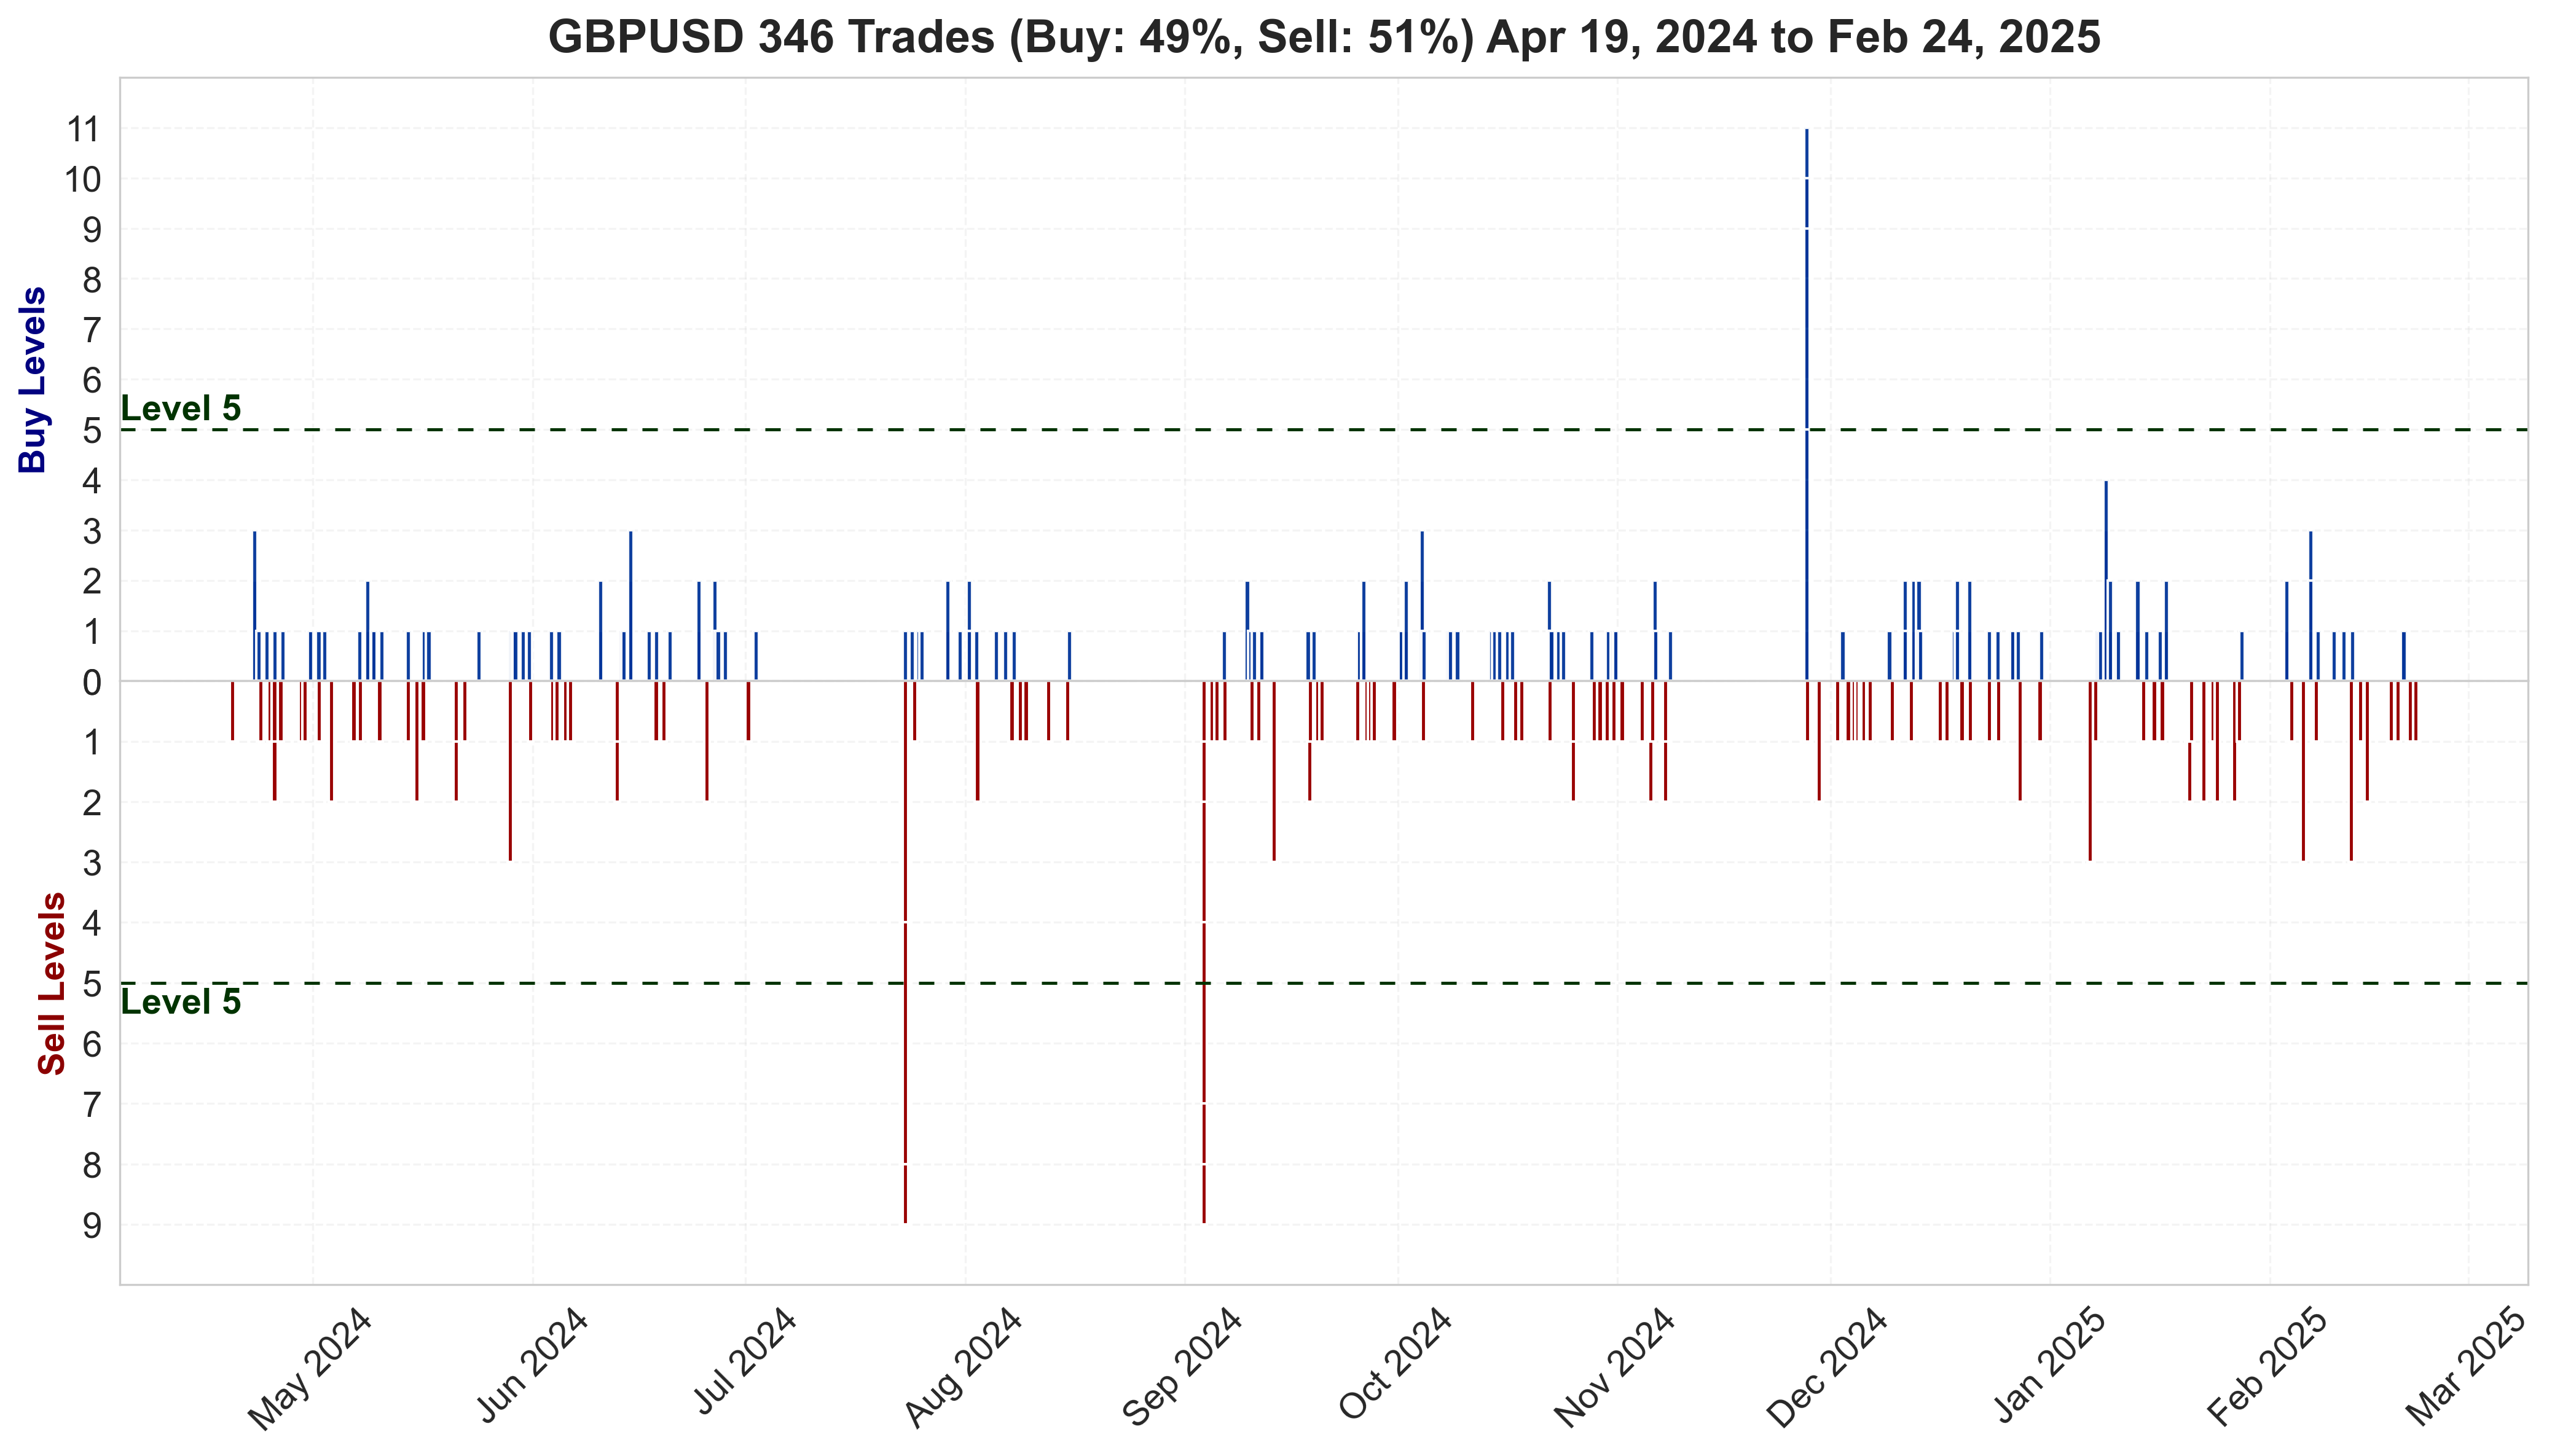 GBPUSD 346 Trades (Buy: 49%, Sell: 51%) Apr 19, 2024 to Feb 24, 2025
Buy Levels
11
10
9
8
7
6
Level 5
5
4
3
2
1
0
1
2
3
4
5
Level 5
6
7
8
9
Sell Levels
May 2024
Jun 2024
Jul 2024
Aug 2024
Sep 2024
Oct 2024
Nov 2024
Dec 2024
Jan 2025
Feb 2025
Mar 2025